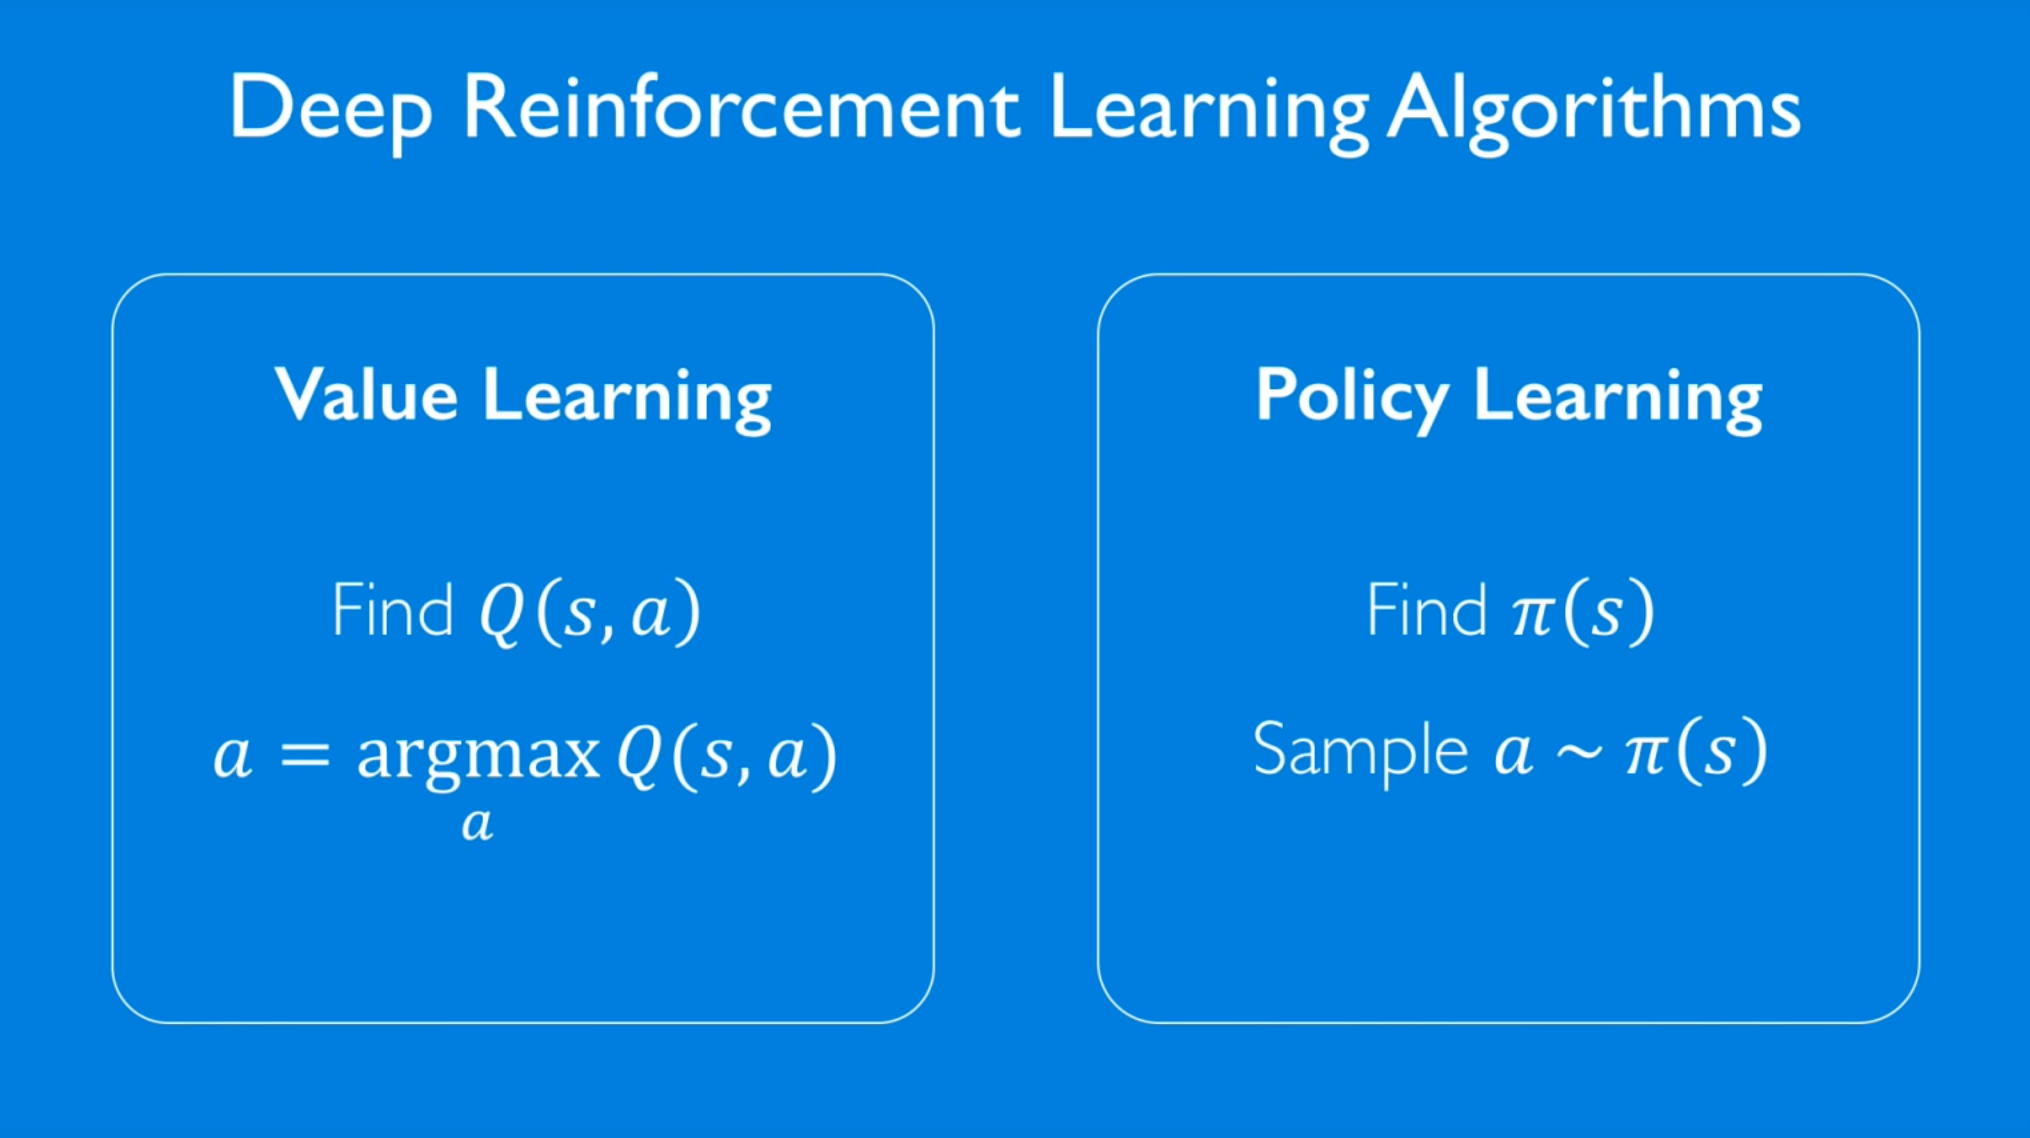 Deep Reinforcement Learning Algorithms
Value Learning
Find Q(s, a)
a = argmax Q(s, a)
a
Policy Learning
Find π(s)
Sample a ~ π(s)